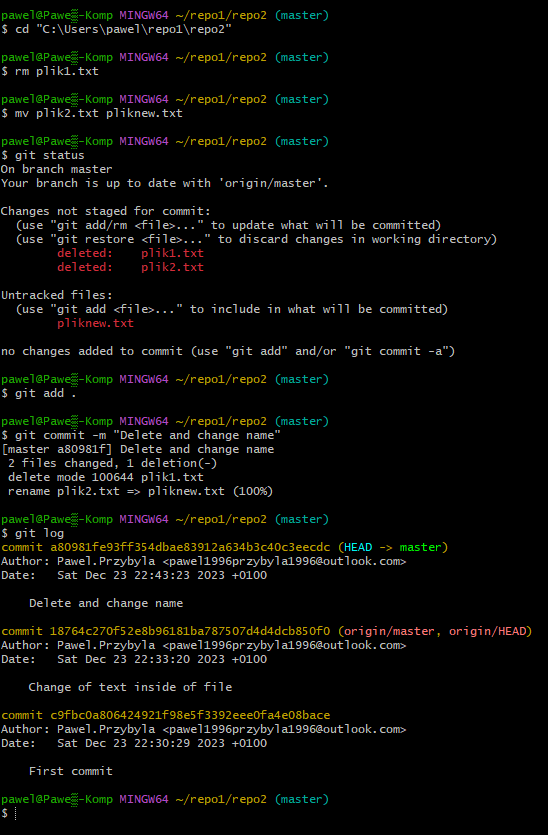 pawel@Pawe▒-Komp MINGW64 ~/repo1/repo2 (master)
$ cd "C:\Users\pawel\repo1\repo2"
pawel@Pawe▒-Komp MINGW64 ~/repo1/repo2 (master)
$ rm plik1.txt
pawel@Pawe▒-Komp MINGW64 ~/repo1/repo2 (master)
$ mv plik2.txt pliknew.txt
pawel@Pawe▒-Komp MINGW64 ~/repo1/repo2 (master)
$ git status
On branch master
Your branch is up to date with 'origin/master'.
Changes not staged for commit:
  (use "git add/rm <file>..." to update what will be committed)
  (use "git restore <file>..." to discard changes in working directory)
        deleted:    plik1.txt
        deleted:    plik2.txt
Untracked files:
  (use "git add <file>..." to include in what will be committed)
        pliknew.txt
no changes added to commit (use "git add" and/or "git commit -a")
pawel@Pawe▒-Komp MINGW64 ~/repo1/repo2 (master)
$ git add .
pawel@Pawe▒-Komp MINGW64 ~/repo1/repo2 (master)
$ git commit -m "Delete and change name"
[master a80981f] Delete and change name
 2 files changed, 1 deletion(-)
 delete mode 100644 plik1.txt
 rename plik2.txt => pliknew.txt (100%)
pawel@Pawe▒-Komp MINGW64 ~/repo1/repo2 (master)
$ git log
commit a80981fe93ff354dbae83912a634b3c40c3eecdc (HEAD -> master)
Author: Pawel.Przybyla <pawel1996przybyla1996@outlook.com>
Date:   Sat Dec 23 22:43:23 2023 +0100
    Delete and change name
commit 18764c270f52e8b96181ba787507d4d4dcb850f0 (origin/master, origin/HEAD)
Author: Pawel.Przybyla <pawel1996przybyla1996@outlook.com>
Date:   Sat Dec 23 22:33:20 2023 +0100
    Change of text inside of file
commit c9fbc0a806424921f98e5f3392eee0fa4e08bace
Author: Pawel.Przybyla <pawel1996przybyla1996@outlook.com>
Date:   Sat Dec 23 22:30:29 2023 +0100
    First commit
pawel@Pawe▒-Komp MINGW64 ~/repo1/repo2 (master)
$